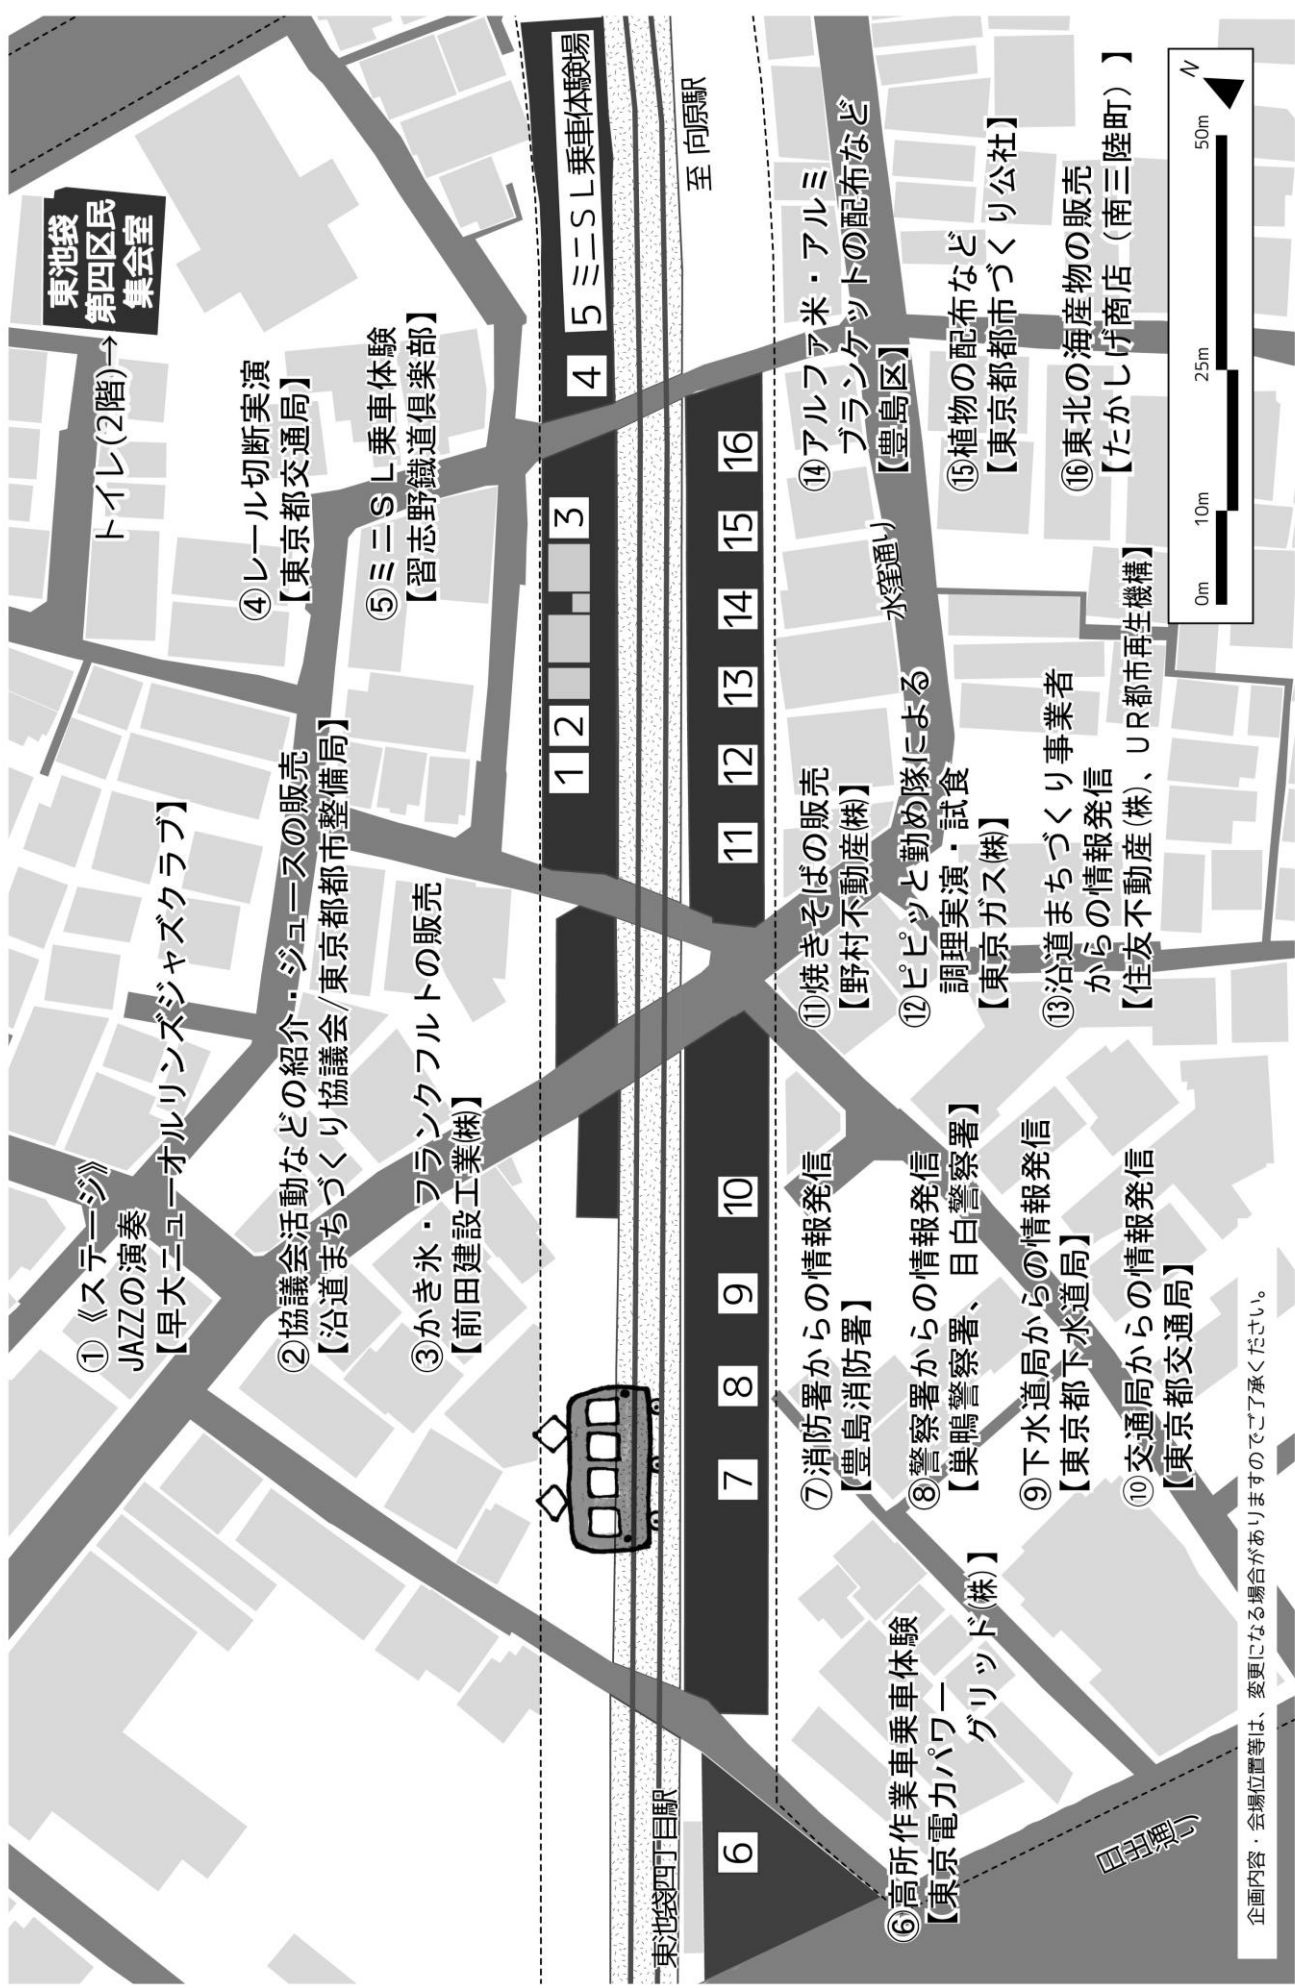 東池袋
第四区民
集会室
トイレ(2階)→
①《ステージ》
JAZZの演奏
【早大ニューオルリンズジャズクラブ】
②協議会活動などの紹介・ジュースの販売
【沿道まちづくり協議会/東京都都市整備局】
③かき氷・フランクフルトの販売
【前田建設工業㈱】
④レール切断実演
【東京都交通局】
⑤ミニSL乗車体験
【習志野鐵道倶楽部】
1
2
3
4
5 ミニSL乗車体験場
東池袋四丁目駅
至 向原駅
6
7
8
9
10
11
12
13
14
15
16
⑥高所作業車乗車体験
【東京電力パワー
グリッド(株)】
⑦消防署からの情報発信
【豊島消防署】
⑧警察署からの情報発信
【巣鴨警察署、目白警察署】
⑨下水道局からの情報発信
【東京都下水道局】
⑩交通局からの情報発信
【東京都交通局】
⑪焼きそばの販売
【野村不動産㈱】
⑫ピピッと勤め隊による
調理実演・試食
【東京ガス㈱】
⑬沿道まちづくり事業者
からの情報発信
【住友不動産(株)、UR都市再生機構】
⑭アルファ米・アルミ
ブランケットの配布など
【豊島区】
⑮植物の配布など
【東京都都市づくり公社】
⑯東北の海産物の販売
【たかしげ商店（南三陸町）】
水窪通り
日出通り
0m 10m 25m 50m
N
企画内容・会場位置等は、変更になる場合がありますのでご了承ください。